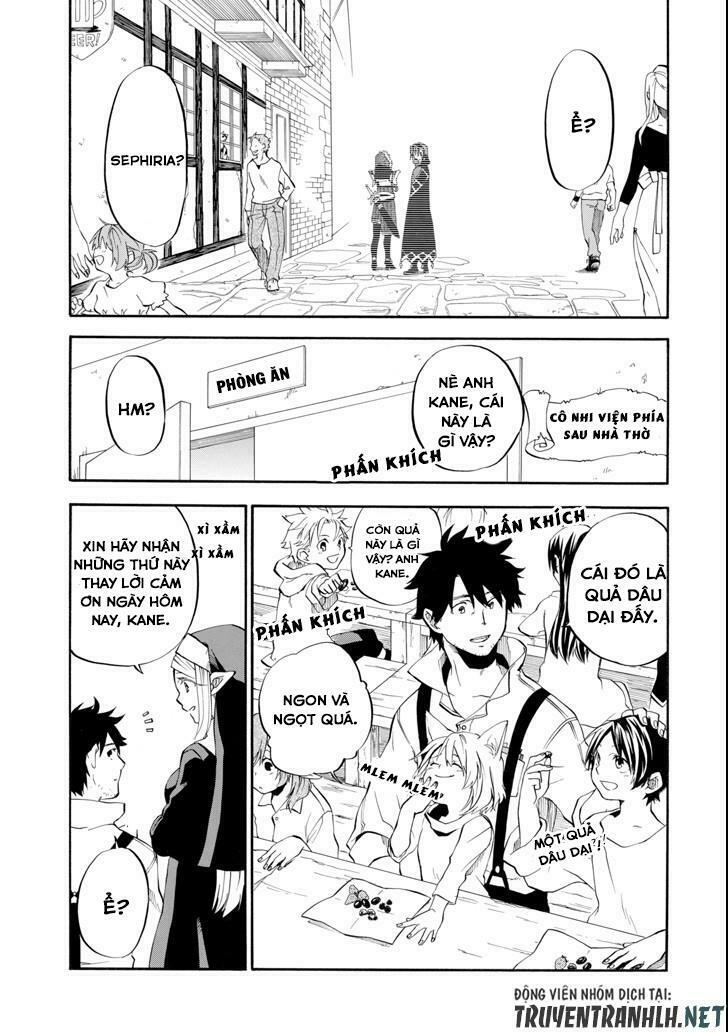 EER!
Ể?
SEPHIRIA?
PHÒNG ĂN
HM?
NÈ ANH
KANE, CÁI
NÀY LÀ
GÌ VẬY?
PHẤN KHÍCH
CÔ NHI VIỆN PHÍA
SAU NHÀ THỜ
XÌ XẦM
XÌ XẦM
XIN HÃY NHẬN
NHỮNG THỨ NÀY
THAY LỜI CẢM
ƠN NGÀY HÔM
NAY, KANE.
Ể?
CÒN QUẢ
NÀY LÀ GÌ
VẬY? ANH
KANE.
PHẤN KHÍCH
CÁI ĐÓ LÀ
QUẢ DÂU
DẠI ĐẤY.
PHẤN KHÍCH
NGON VÀ
NGỌT QUÁ.
MLEM MLEM!
MỘT QUẢ
DÂU DẠI!!
ĐỘNG VIÊN NHÓM DỊCH TẠI:
TRUYENTRANHLH.NET